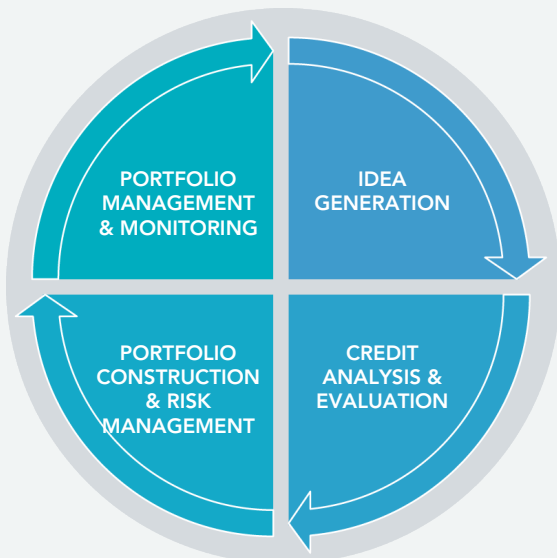 PORTFOLIO
MANAGEMENT
& MONITORING
IDEA
GENERATION
PORTFOLIO
CONSTRUCTION
& RISK
MANAGEMENT
CREDIT
ANALYSIS &
EVALUATION